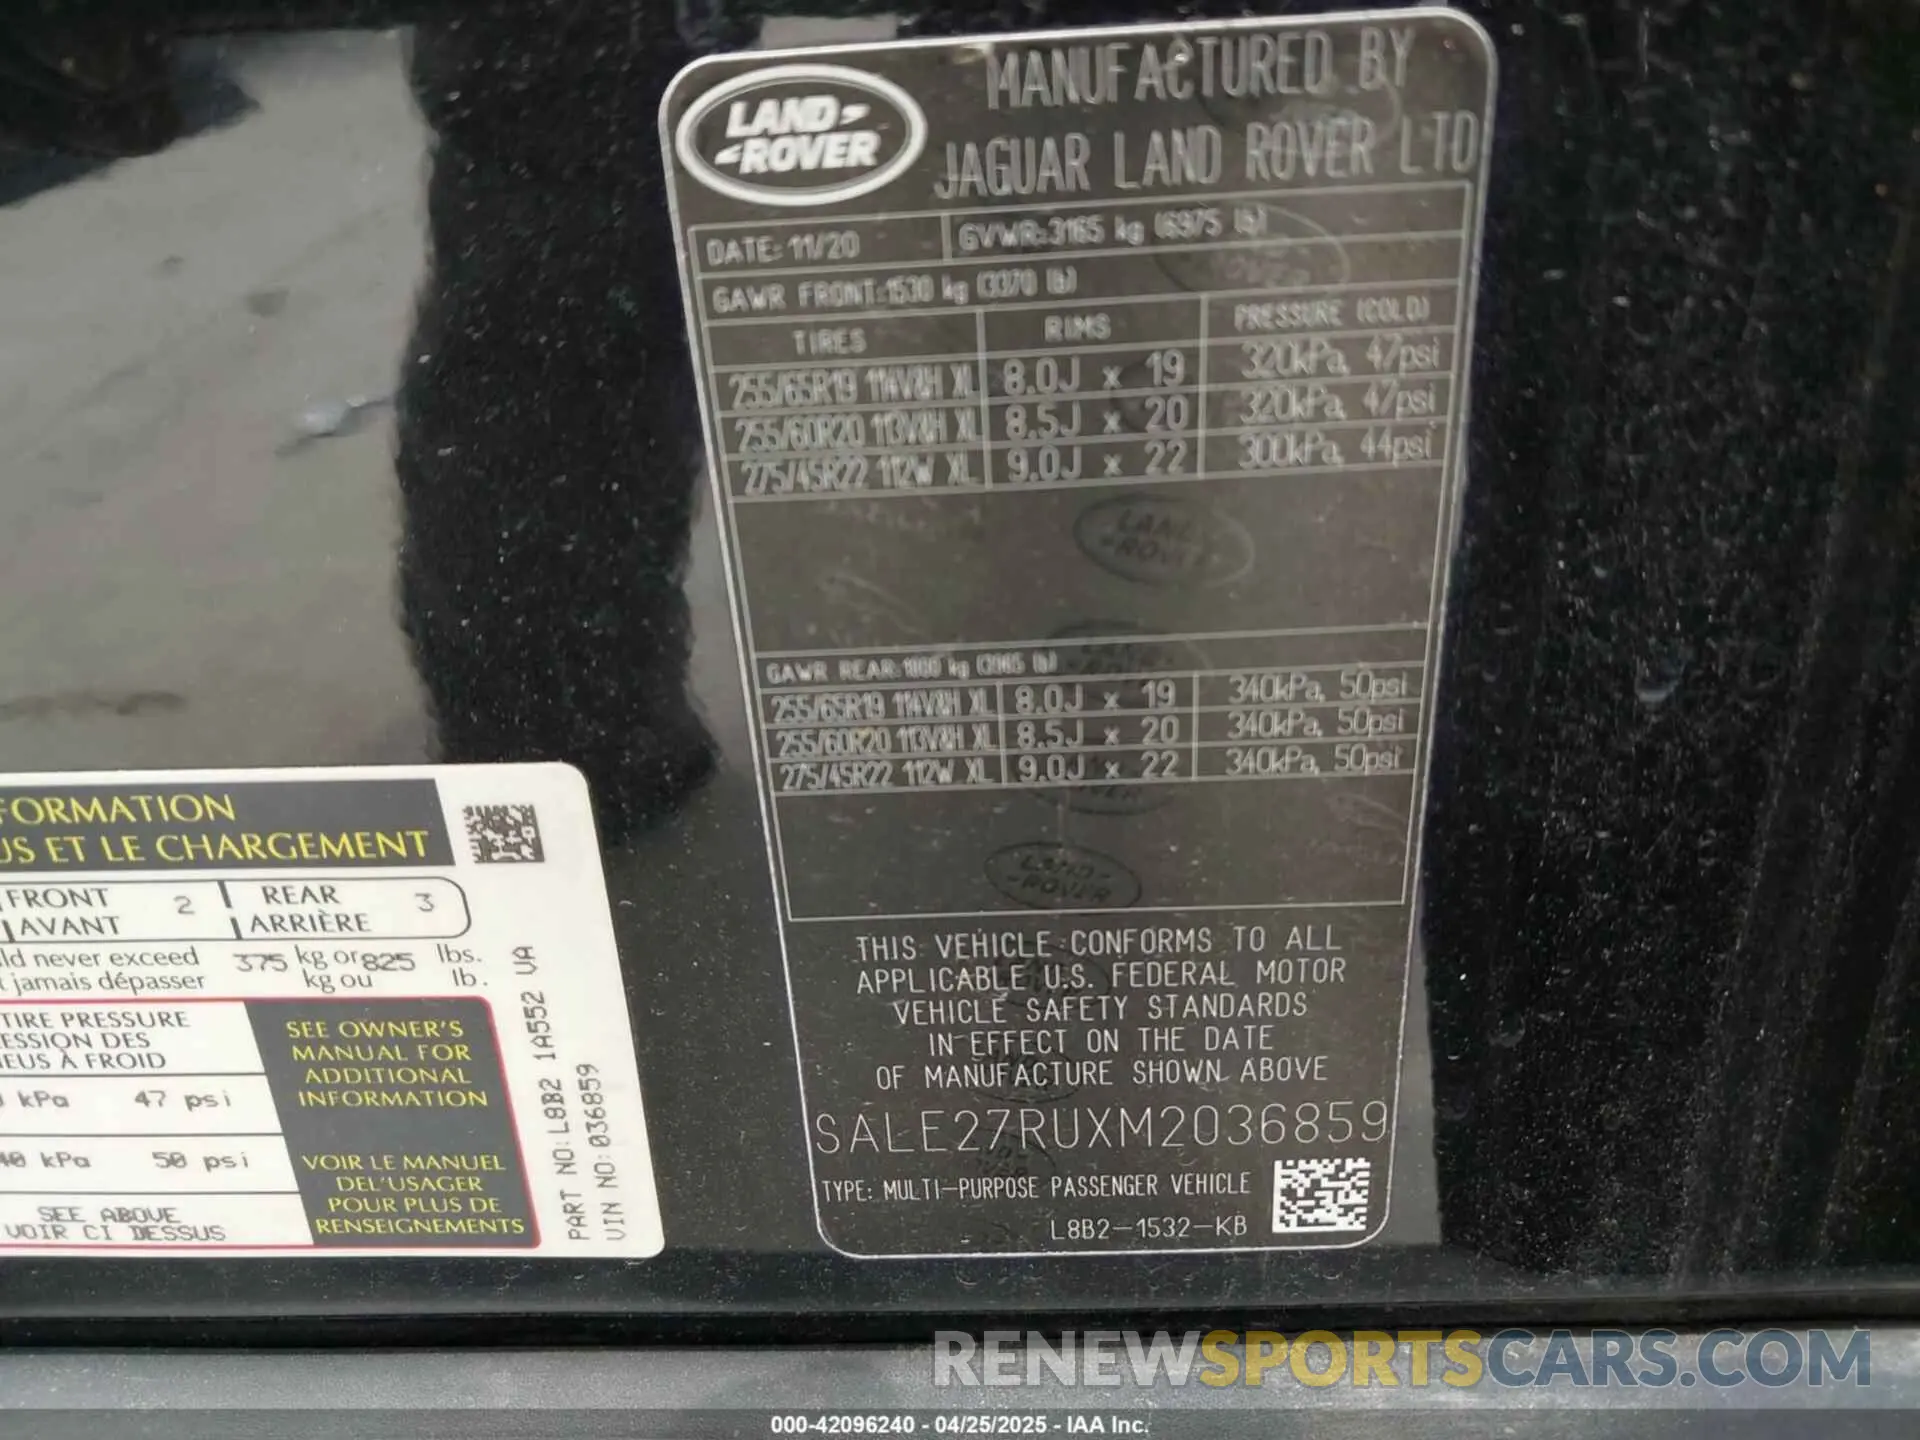 LAND-
-ROVER
MANUFACTURED BY
JAGUAR LAND ROVER LTD
DATE: 11/20
GVWR:3165 kg (6975 lb)
GAWR FRONT:1530 kg (3370 lb)
TIRES RIMS PRESSURE (COLD)
255/65R19 114V&H XL 8.0J x 19 320kPa, 47psi
255/60R20 113V&H XL 8.5J x 20 320kPa, 47psi
275/45R22 112W XL 9.0J x 22 300kPa, 44psi
GAWR REAR: kg lb)
255/65R19 114V&H XL 8.0J x 19 340kPa, 50psi
255/60R20 113V&H XL 8.5J x 20 340kPa, 50psi
275/45R22 112W XL 9.0J x 22 340kPa, 50psi
THIS VEHICLE CONFORMS TO ALL
APPLICABLE U.S. FEDERAL MOTOR
VEHICLE SAFETY STANDARDS
IN EFFECT ON THE DATE
OF MANUFACTURE SHOWN ABOVE
SALE27RUXM2036859
TYPE: MULTI-PURPOSE PASSENGER VEHICLE
L8B2-1532-KB
FORMATION
US ET LE CHARGEMENT
FRONT 2 REAR 3
AVANT ARRIÈRE
ld never exceed 375 kg or 825 lbs.
t jamais dépasser kg ou lb.
TIRE PRESSURE
ESSION DES
NEUS À FROID
kPa 47 psi
40 kPa 50 psi
SEE ABOVE
VOIR CI DESSUS
SEE OWNER'S
MANUAL FOR
ADDITIONAL
INFORMATION
VOIR LE MANUEL
DEL'USAGER
POUR PLUS DE
RENSEIGNEMENTS
PART NO:L8B2 1A552 VA
VIN NO:036859
RENEWSPORTSCARS.COM
000-42096240 - 04/25/2025 - IAA Inc.